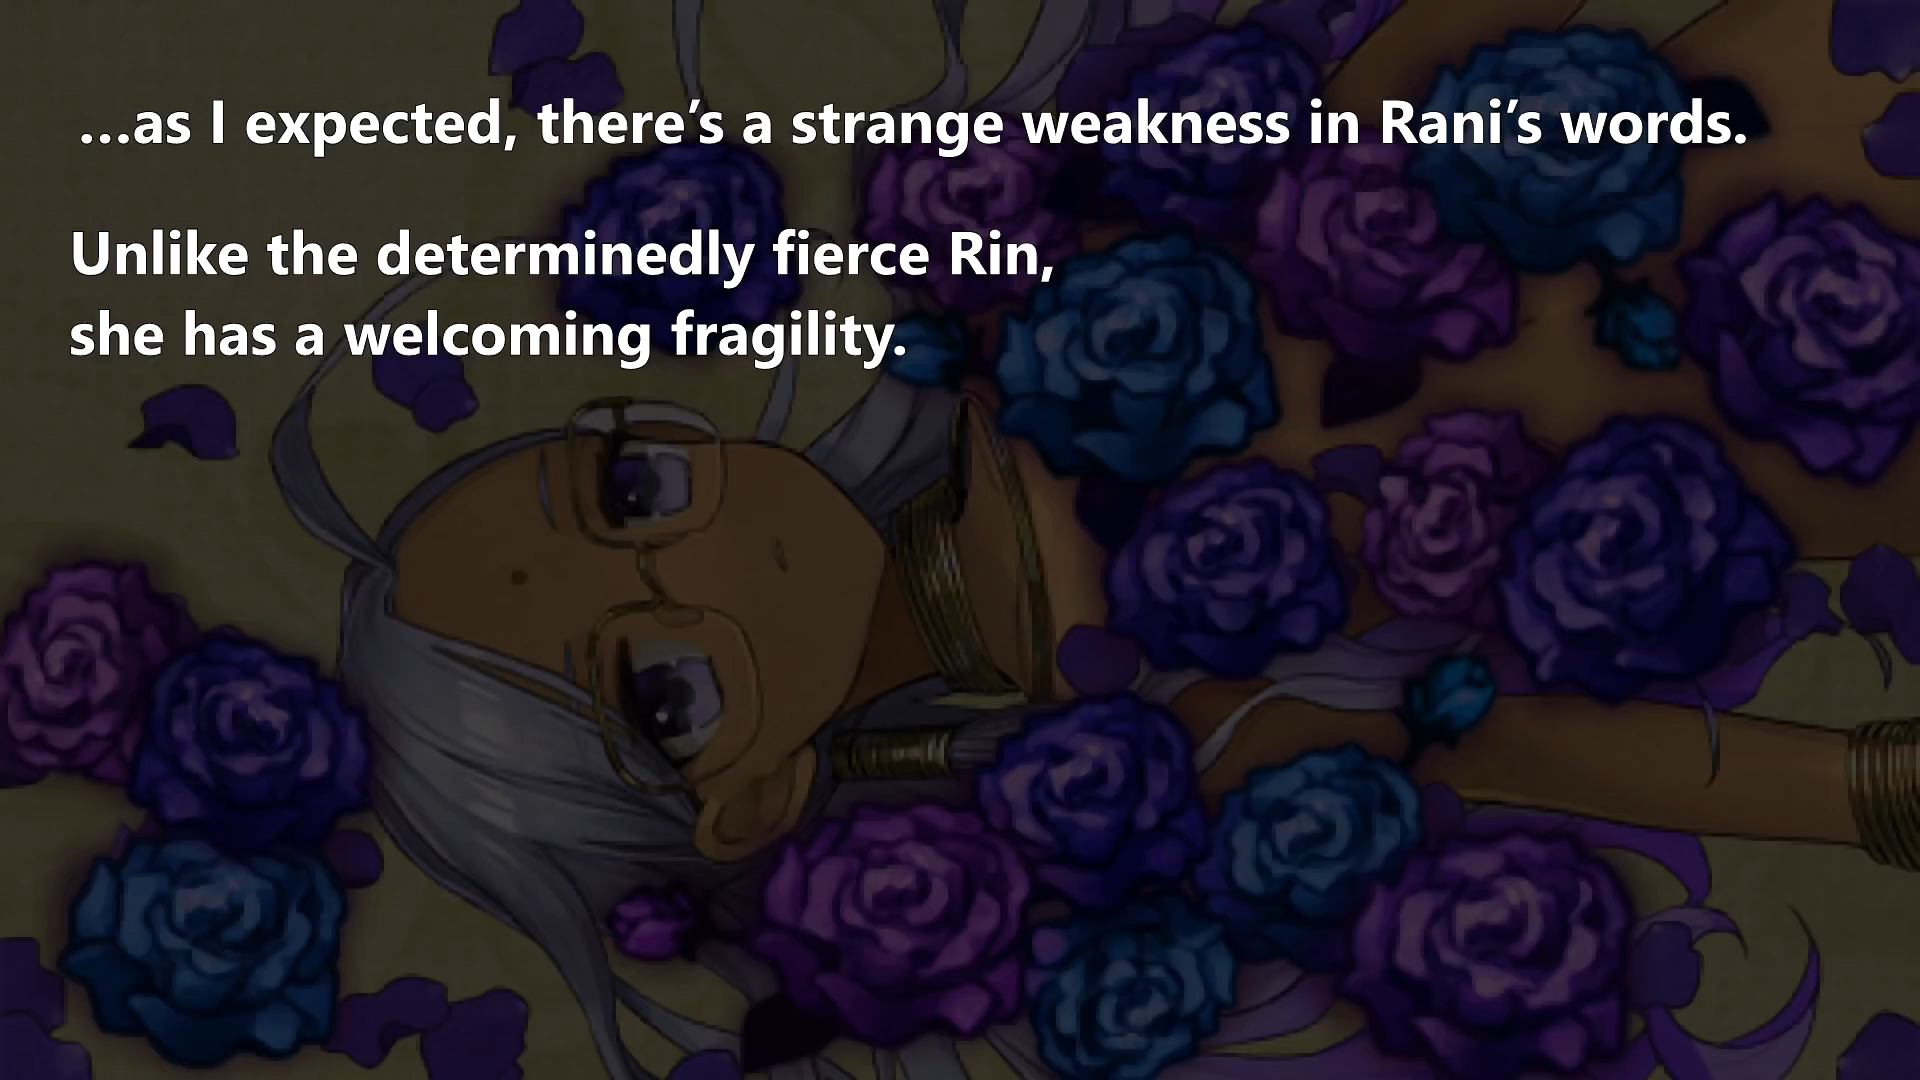 …as I expected, there’s a strange weakness in Rani’s words.
Unlike the determinedly fierce Rin,
she has a welcoming fragility.